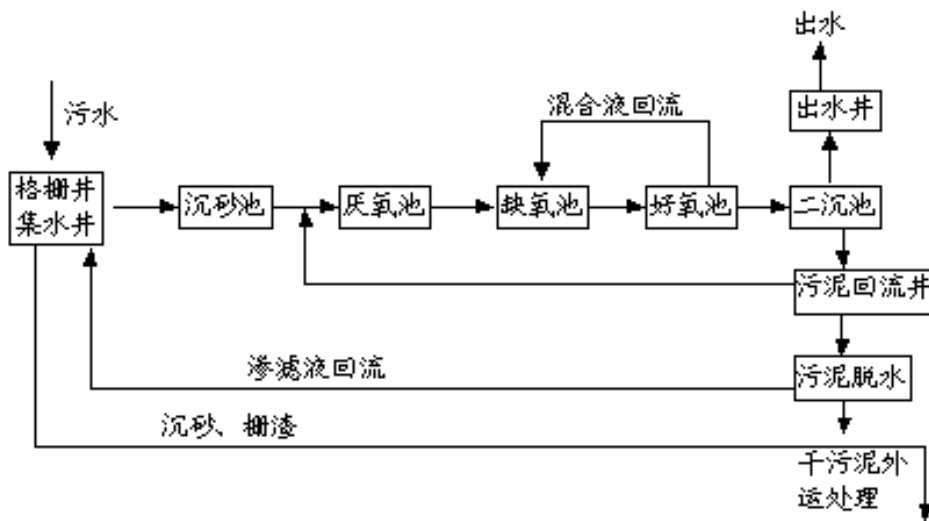 出水
污水
混合液回流
出水井
格栅井
集水井
沉砂池
厌氧池
缺氧池
好氧池
二沉池
污泥回流井
渗滤液回流
污泥脱水
沉砂、栅渣
干污泥外
运处理